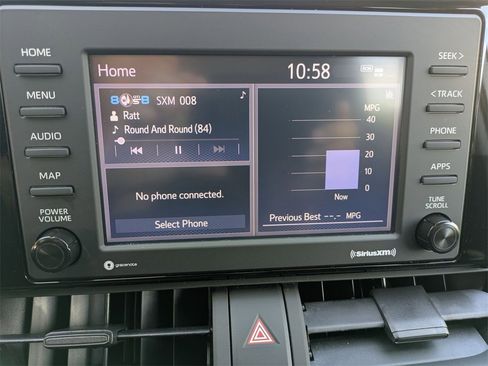 HOME
MENU
AUDIO
MAP
POWER
VOLUME
Home
10:58
SXM 008
Ratt
Round And Round (84)
No phone connected.
Select Phone
MPG
40
30
20
10
0
Now
Previous Best --.- MPG
SEEK >
< TRACK
PHONE
APPS
TUNE
SCROLL
gracenote
SiriusXM